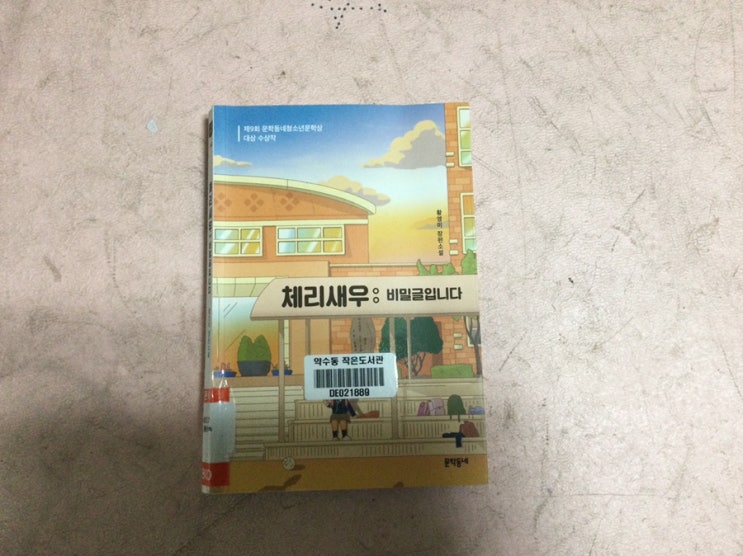 제9회 문학동네청소년문학상
대상 수상작
황영미 장편소설
체리새우: 비밀글입니다
약수동 작은도서관
DE021889
문학동네